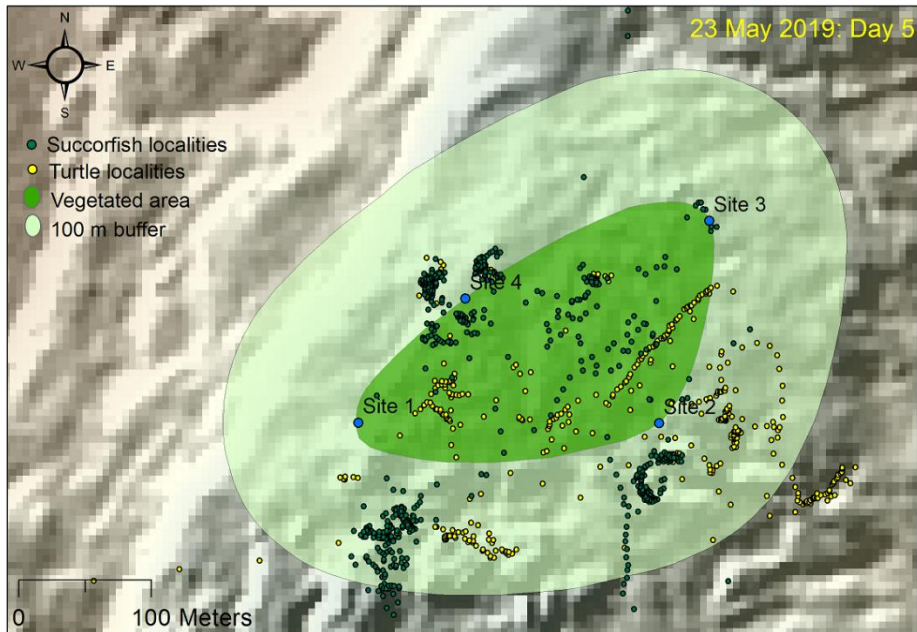 23 May 2019: Day 5
N
W E
S
Succorfish localities
Turtle localities
Vegetated area
100 m buffer
Site 3
Site 4
Site 1
Site 2
0 100 Meters